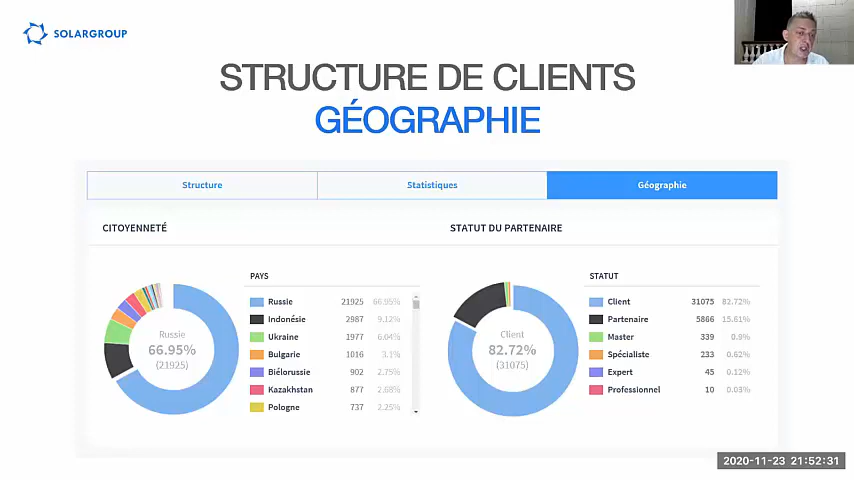 SOLARGROUP
STRUCTURE DE CLIENTS
GÉOGRAPHIE
Structure
Statistiques
Géographie
CITOYENNETÉ
PAYS
Russie 21925 66.95%
Indonésie 2987 9.12%
Ukraine 1977 6.04%
Bulgarie 1016 3.1%
Biélorussie 902 2.75%
Kazakhstan 877 2.68%
Pologne 737 2.25%
Russie
66.95%
(21925)
STATUT DU PARTENAIRE
STATUT
Client 31075 82.72%
Partenaire 5866 15.61%
Master 339 0.9%
Spécialiste 233 0.62%
Expert 45 0.12%
Professionnel 10 0.03%
Client
82.72%
(31075)
2020-11-23 21:52:31